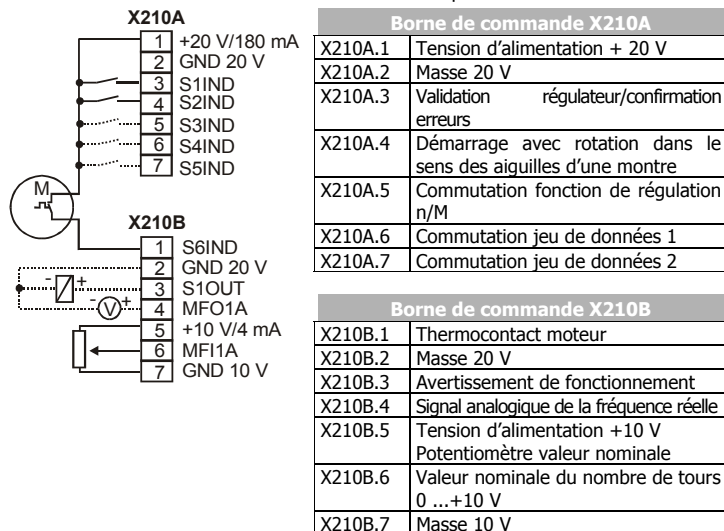 X210A
1 +20 V/180 mA
2 GND 20 V
3 S1IND
4 S2IND
5 S3IND
6 S4IND
7 S5IND
M
X210B
1 S6IND
2 GND 20 V
3 S1OUT
4 MFO1A
5 +10 V/4 mA
6 MFI1A
7 GND 10 V
- +
- V +
Borne de commande X210A
X210A.1 Tension d’alimentation + 20 V
X210A.2 Masse 20 V
X210A.3 Validation régulateur/confirmation
erreurs
X210A.4 Démarrage avec rotation dans le
sens des aiguilles d’une montre
X210A.5 Commutation fonction de régulation
n/M
X210A.6 Commutation jeu de données 1
X210A.7 Commutation jeu de données 2
Borne de commande X210B
X210B.1 Thermocontact moteur
X210B.2 Masse 20 V
X210B.3 Avertissement de fonctionnement
X210B.4 Signal analogique de la fréquence réelle
X210B.5 Tension d’alimentation +10 V
Potentiomètre valeur nominale
X210B.6 Valeur nominale du nombre de tours
0 ...+10 V
X210B.7 Masse 10 V